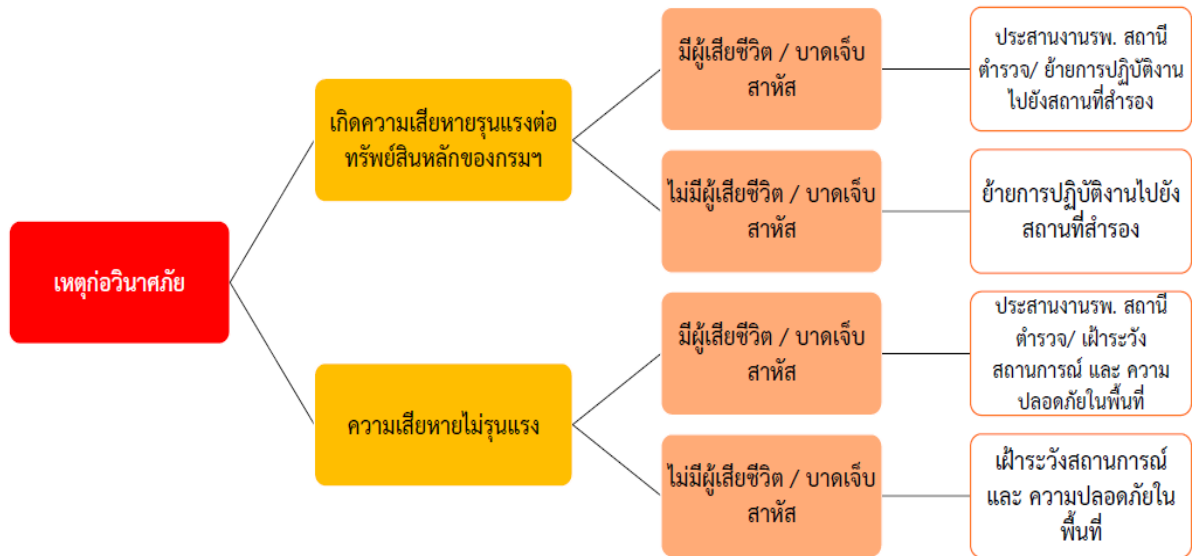 เหตุก่อวินาศภัย
เกิดความเสียหายรุนแรงต่อ
ทรัพย์สินหลักของกรมฯ
มีผู้เสียชีวิต / บาดเจ็บ
สาหัส
ประสานงานรพ. สถานี
ตำรวจ/ ย้ายการปฏิบัติงาน
ไปยังสถานที่สำรอง
ไม่มีผู้เสียชีวิต / บาดเจ็บ
สาหัส
ย้ายการปฏิบัติงานไปยัง
สถานที่สำรอง
ความเสียหายไม่รุนแรง
มีผู้เสียชีวิต / บาดเจ็บ
สาหัส
ประสานงานรพ. สถานี
ตำรวจ/ เฝ้าระวัง
สถานการณ์ และ ความ
ปลอดภัยในพื้นที่
ไม่มีผู้เสียชีวิต / บาดเจ็บ
สาหัส
เฝ้าระวังสถานการณ์
และ ความปลอดภัยใน
พื้นที่